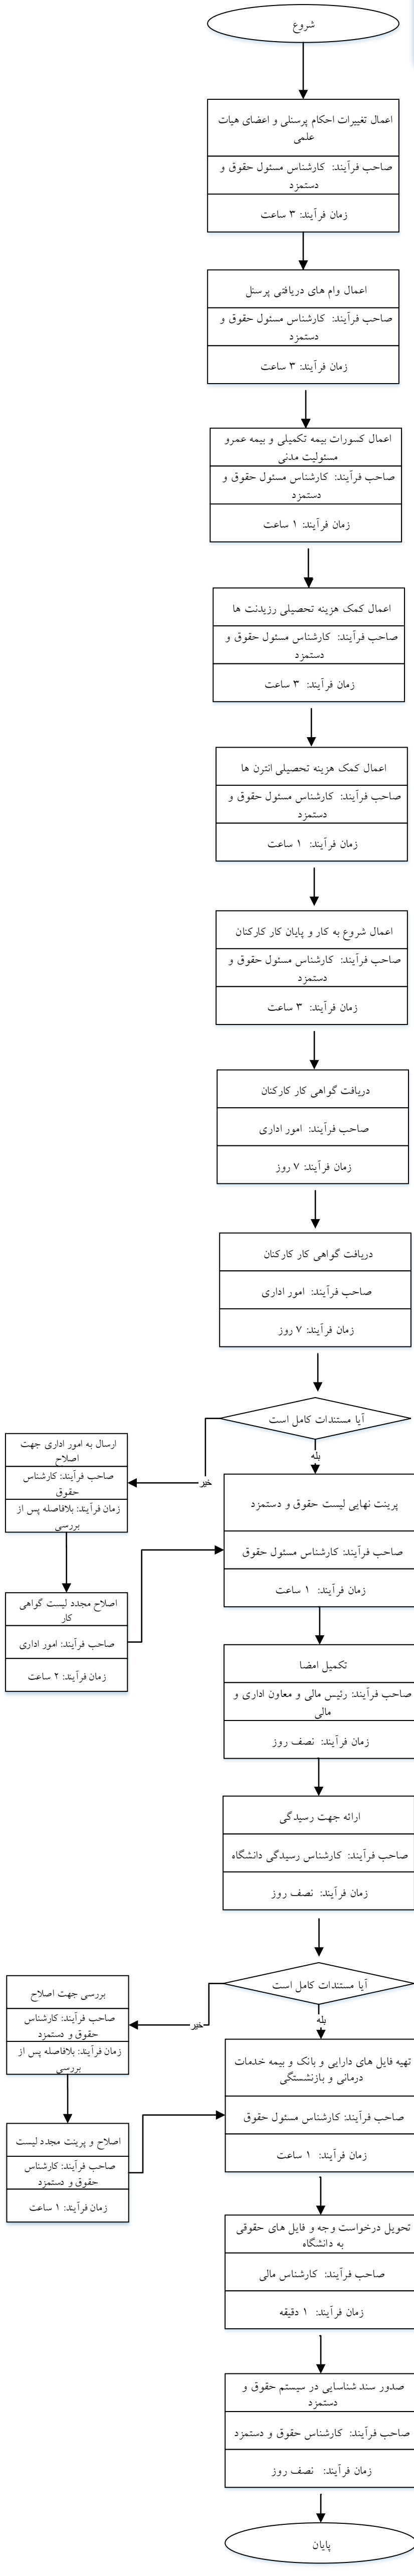 شروع
اعمال تغییرات احکام پرسنلی و اعضای هیات
علمی
صاحب فرآیند: کارشناس مسئول حقوق و
دستمزد
زمان فرآیند: ۳ ساعت
اعمال وام های دریافتی پرسنل
صاحب فرآیند: کارشناس مسئول حقوق و
دستمزد
زمان فرآیند: ۳ ساعت
اعمال کسورات بیمه تکمیلی و بیمه عمرو
مسئولیت مدنی
صاحب فرآیند: کارشناس مسئول حقوق و
دستمزد
زمان فرآیند: ۱ ساعت
اعمال کمک هزینه تحصیلی رزیدنت ها
صاحب فرآیند: کارشناس مسئول حقوق و
دستمزد
زمان فرآیند: ۳ ساعت
اعمال کمک هزینه تحصیلی انترن ها
صاحب فرآیند: کارشناس مسئول حقوق و
دستمزد
زمان فرآیند: ۱ ساعت
اعمال شروع به کار و پایان کار کارکنان
صاحب فرآیند: کارشناس مسئول حقوق و
دستمزد
زمان فرآیند: ۳ ساعت
دریافت گواهی کار کارکنان
صاحب فرآیند: امور اداری
زمان فرآیند: ۷ روز
دریافت گواهی کار کارکنان
صاحب فرآیند: امور اداری
زمان فرآیند: ۷ روز
آیا مستندات کامل است
بله
خیر
ارسال به امور اداری جهت
اصلاح
صاحب فرآیند: کارشناس
حقوق
زمان فرآیند: بلافاصله پس از
بررسی
اصلاح مجدد لیست گواهی
کار
صاحب فرآیند: امور اداری
زمان فرآیند: ۲ ساعت
پرینت نهایی لیست حقوق و دستمزد
صاحب فرآیند: کارشناس مسئول حقوق
زمان فرآیند: ۱ ساعت
تکمیل امضا
صاحب فرآیند: رئیس مالی و معاون اداری و
مالی
زمان فرآیند: نصف روز
ارائه جهت رسیدگی
صاحب فرآیند: کارشناس رسیدگی دانشگاه
زمان فرآیند: نصف روز
آیا مستندات کامل است
بله
خیر
بررسی جهت اصلاح
صاحب فرآیند: کارشناس
حقوق و دستمزد
زمان فرآیند: بلافاصله پس از
بررسی
اصلاح و پرینت مجدد لیست
صاحب فرآیند: کارشناس
حقوق و دستمزد
زمان فرآیند: ۱ ساعت
تهیه فایل های دارایی و بانک و بیمه خدمات
درمانی و بازنشستگی
صاحب فرآیند: کارشناس مسئول حقوق
زمان فرآیند: ۱ ساعت
تحویل درخواست وجه و فایل های حقوقی
به دانشگاه
صاحب فرآیند: کارشناس مالی
زمان فرآیند: ۱ دقیقه
صدور سند شناسایی در سیستم حقوق و
دستمزد
صاحب فرآیند: کارشناس حقوق و دستمزد
زمان فرآیند: نصف روز
پایان